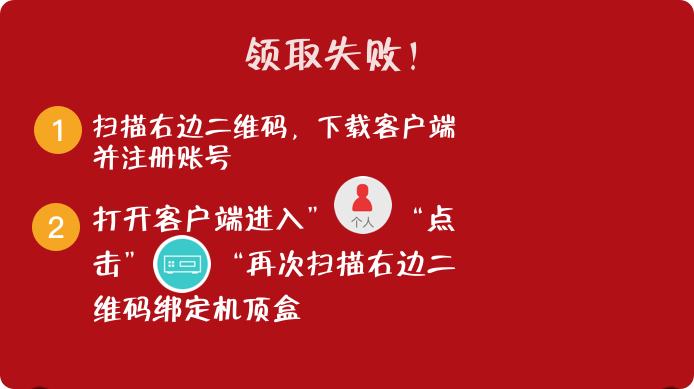 领取失败！
1 扫描右边二维码，下载客户端
并注册账号
2 打开客户端进入” 个人 “点
击” “再次扫描右边二
维码绑定机顶盒